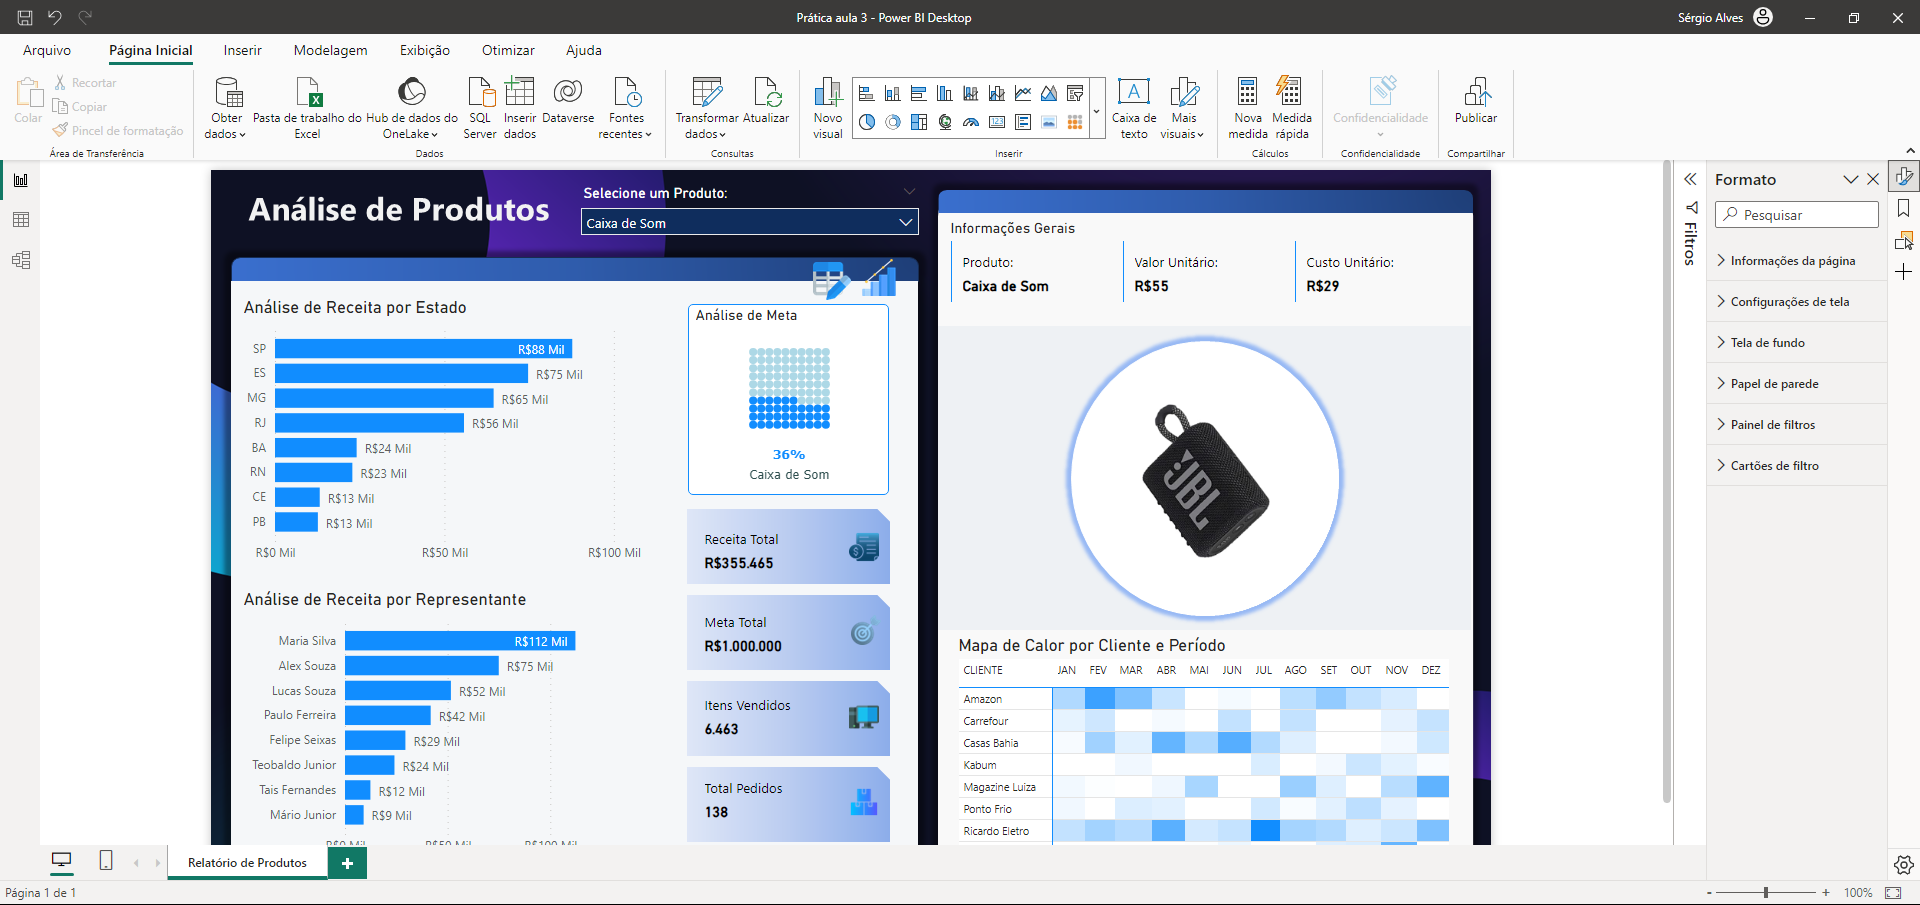 Prática aula 3 - Power BI Desktop
Sérgio Alves
Arquivo
Página Inicial
Inserir
Modelagem
Exibição
Otimizar
Ajuda
Colar
Recortar
Copiar
Pincel de formatação
Área de Transferência
Obter dados
Pasta de trabalho do Excel
Hub de dados do OneLake
SQL Server
Inserir dados
Dataverse
Fontes recentes
Dados
Transformar dados
Atualizar
Consultas
Novo visual
Caixa de texto
Mais visuais
Inserir
Nova medida
Medida rápida
Cálculos
Confidencialidade
Confidencialidade
Publicar
Compartilhar
Análise de Produtos
Selecione um Produto:
Caixa de Som
Análise de Receita por Estado
SP R$88 Mil
ES R$75 Mil
MG R$65 Mil
RJ R$56 Mil
BA R$24 Mil
RN R$23 Mil
CE R$13 Mil
PB R$13 Mil
R$0 Mil R$50 Mil R$100 Mil
Análise de Meta
36%
Caixa de Som
Receita Total
R$355.465
Meta Total
R$1.000.000
Itens Vendidos
6.463
Total Pedidos
138
Análise de Receita por Representante
Maria Silva R$112 Mil
Alex Souza R$75 Mil
Lucas Souza R$52 Mil
Paulo Ferreira R$42 Mil
Felipe Seixas R$29 Mil
Teobaldo Junior R$24 Mil
Tais Fernandes R$12 Mil
Mário Junior R$9 Mil
R$0 Mil R$50 Mil R$100 Mil
Informações Gerais
Produto:
Caixa de Som
Valor Unitário:
R$55
Custo Unitário:
R$29
JBL
Mapa de Calor por Cliente e Período
CLIENTE JAN FEV MAR ABR MAI JUN JUL AGO SET OUT NOV DEZ
Amazon
Carrefour
Casas Bahia
Kabum
Magazine Luiza
Ponto Frio
Ricardo Eletro
Filtros
Formato
Pesquisar
Informações da página
Configurações de tela
Tela de fundo
Papel de parede
Painel de filtros
Cartões de filtro
Relatório de Produtos
+
Página 1 de 1
- + 100%